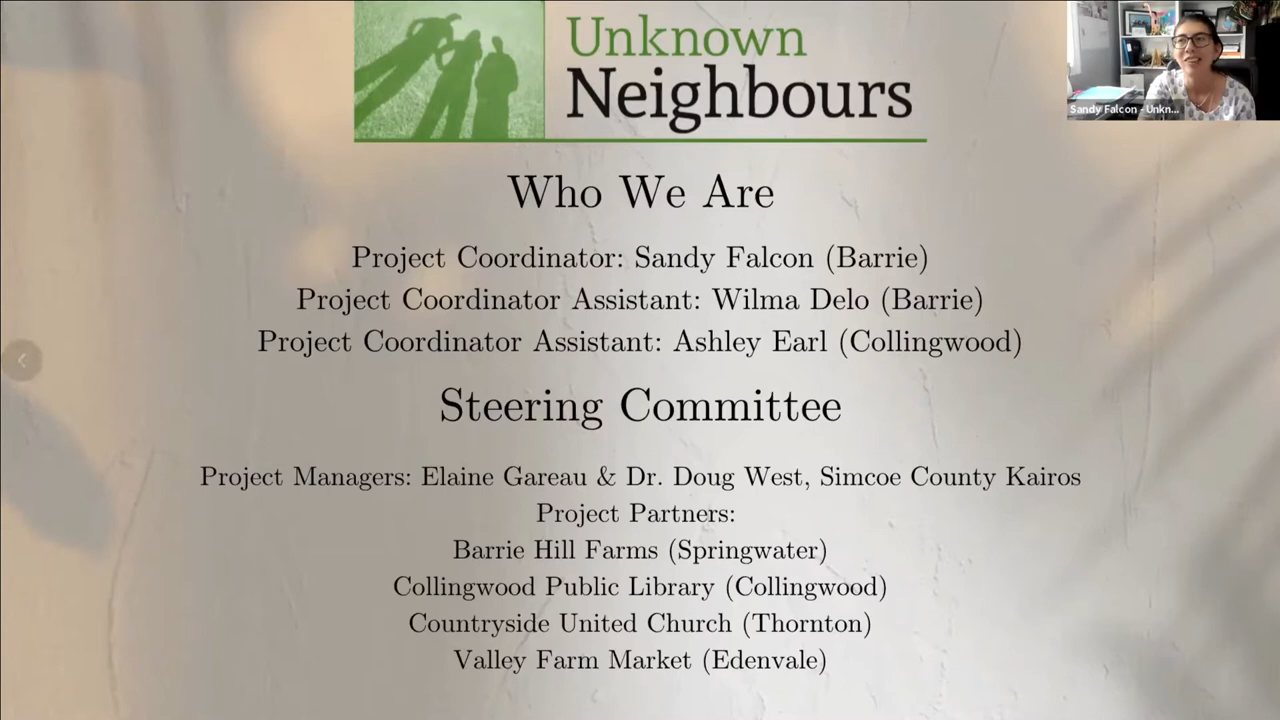 Unknown
Neighbours
Sandy Falcon - Unkn...
Who We Are
Project Coordinator: Sandy Falcon (Barrie)
Project Coordinator Assistant: Wilma Delo (Barrie)
Project Coordinator Assistant: Ashley Earl (Collingwood)
Steering Committee
Project Managers: Elaine Gareau & Dr. Doug West, Simcoe County Kairos
Project Partners:
Barrie Hill Farms (Springwater)
Collingwood Public Library (Collingwood)
Countryside United Church (Thornton)
Valley Farm Market (Edenvale)